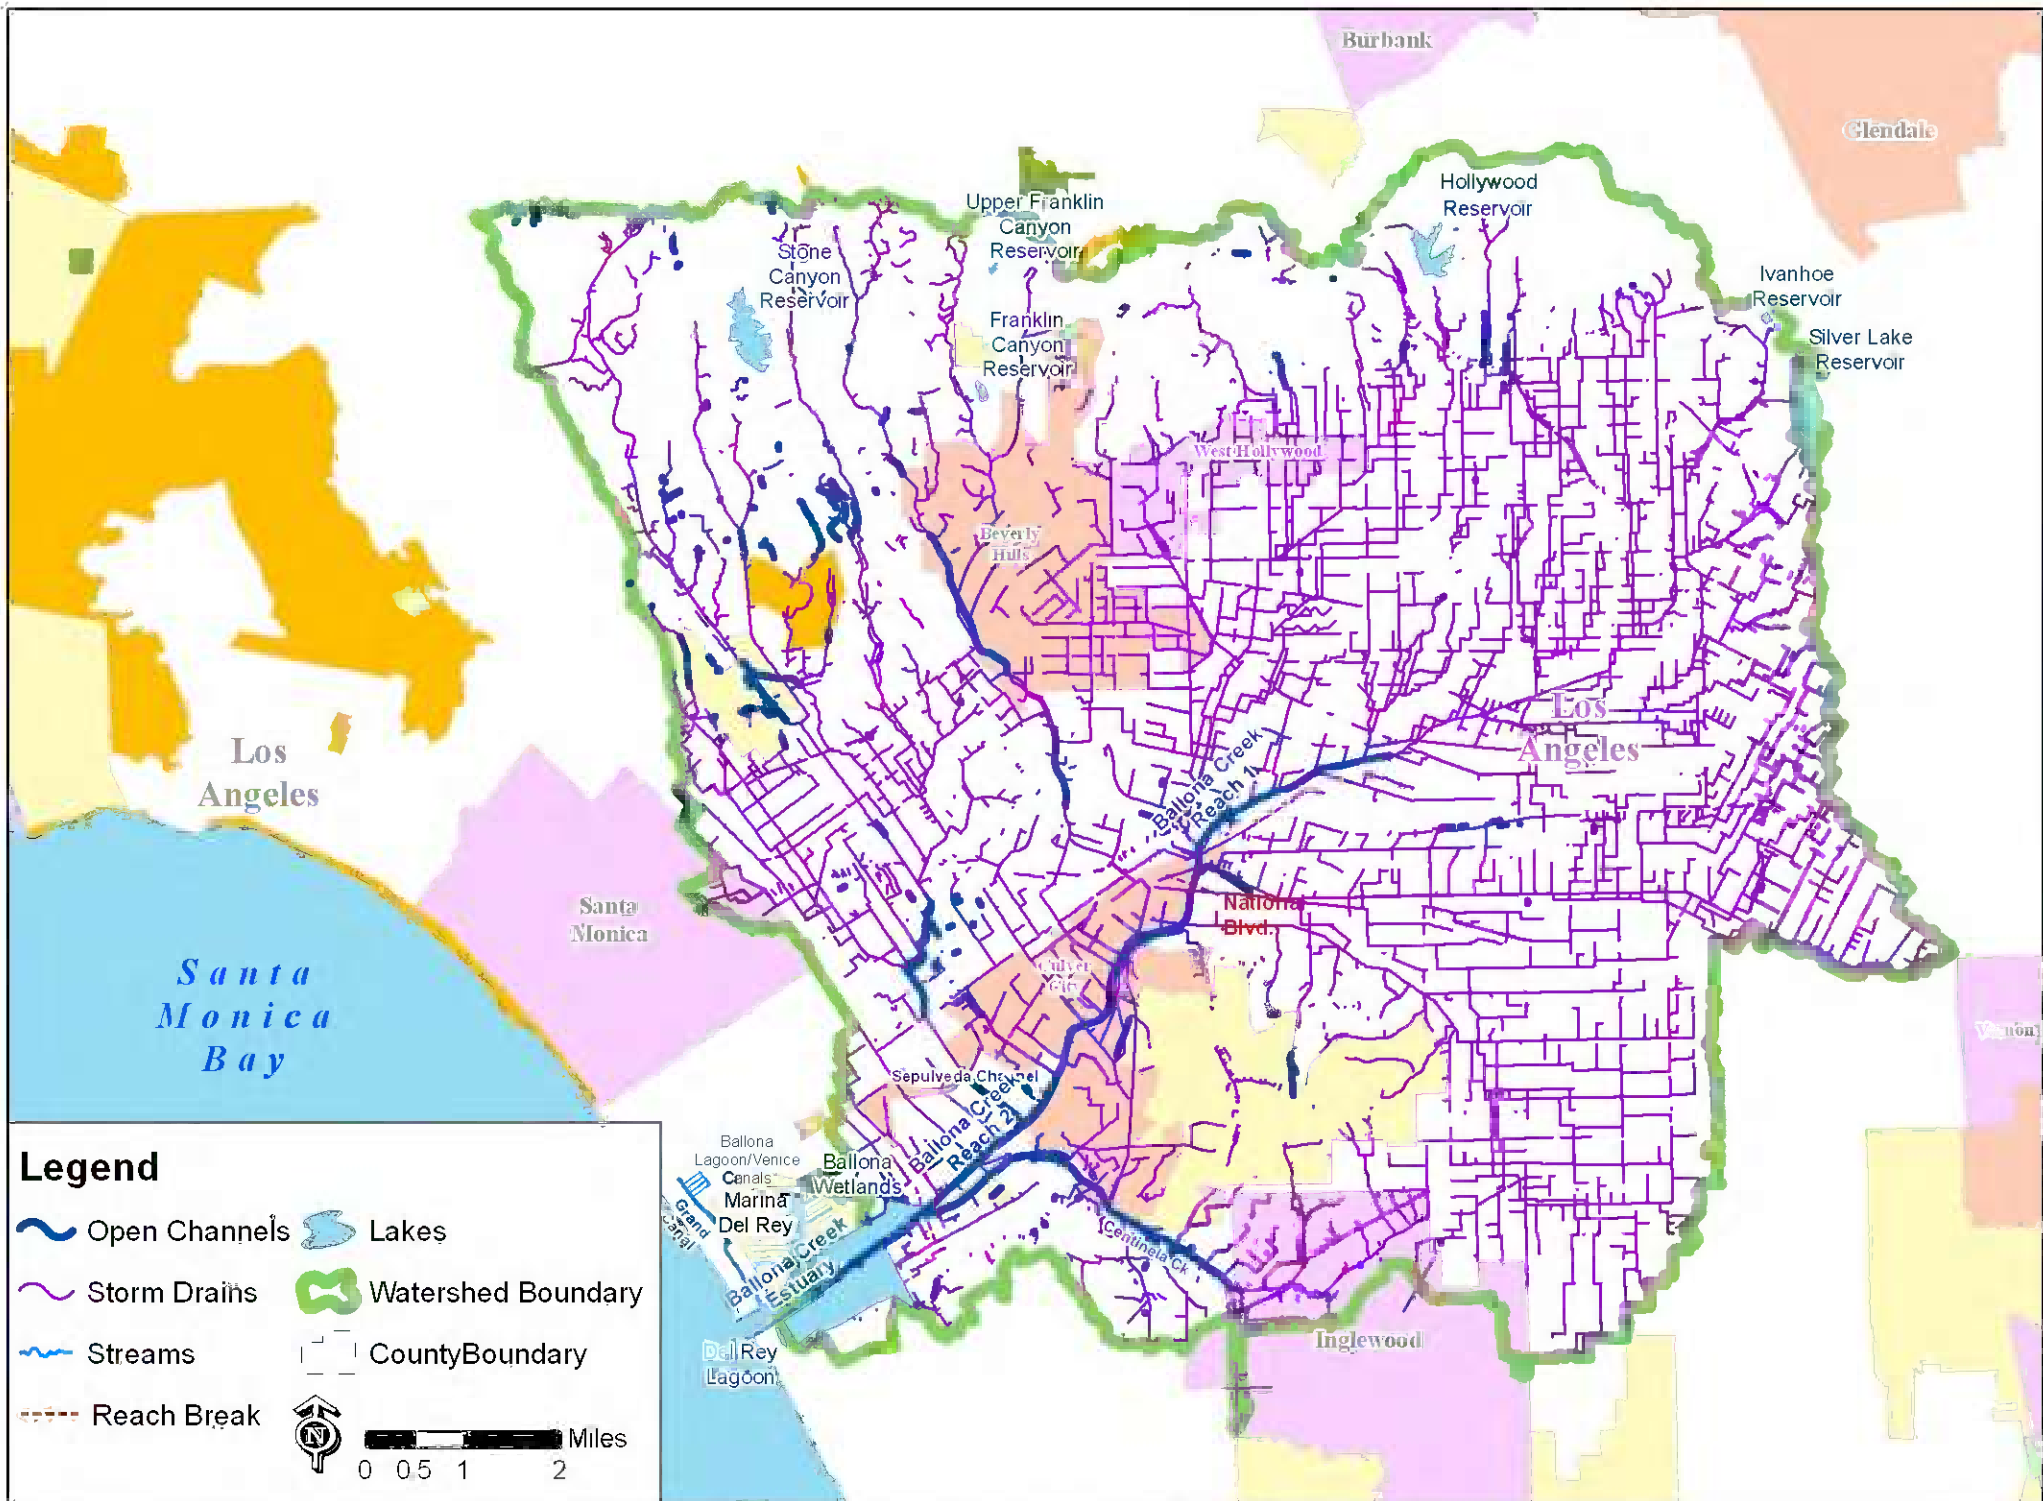 Burbank
Glendale
Hollywood
Reservoir
Upper Franklin
Canyon
Reservoir
Stone
Canyon
Reservoir
Ivanhoe
Reservoir
Franklin
Canyon
Reservoir
Silver Lake
Reservoir
West Hollywood
Beverly
Hills
Los
Angeles
Los
Angeles
Ballona Creek
Reach 1
Santa
Monica
National
Blvd.
Culver
City
Santa
Monica
Bay
Vernon
Sepulveda Channel
Ballona Creek
Reach 2
Ballona
Lagoon/Venice
Canals
Ballona
Wetlands
Marina
Del Rey
Grand
Canal
Ballona Creek
Estuary
Centinela Ck
Del Rey
Lagoon
Inglewood
Legend
Open Channels
Lakes
Storm Drains
Watershed Boundary
Streams
CountyBoundary
Reach Break
N
Miles
0 0.5 1 2